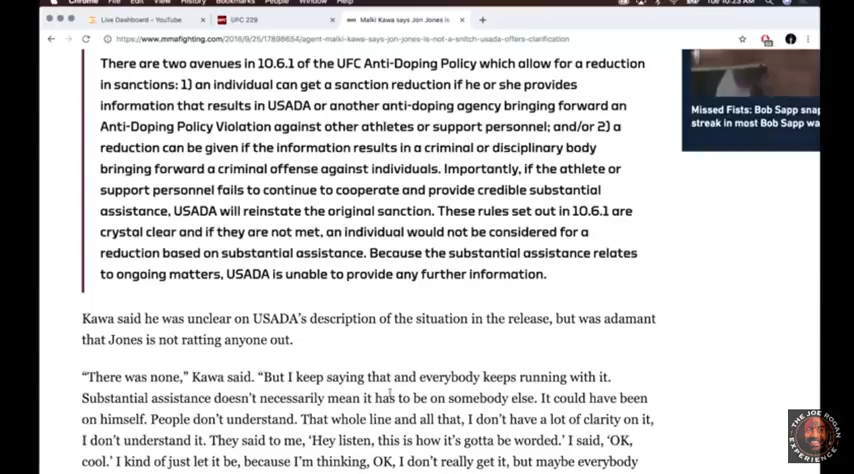 Chrome File Edit View History Bookmarks People Window Help
Tue 10:23 AM
Live Dashboard - YouTube
UFC 229
Malki Kawa says Jon Jones is
https://www.mmafighting.com/2018/9/25/17898654/agent-malki-kawa-says-jon-jones-is-not-a-snitch-usada-offers-clarification
There are two avenues in 10.6.1 of the UFC Anti-Doping Policy which allow for a reduction
in sanctions: 1) an individual can get a sanction reduction if he or she provides
information that results in USADA or another anti-doping agency bringing forward an
Anti-Doping Policy Violation against other athletes or support personnel; and/or 2) a
reduction can be given if the information results in a criminal or disciplinary body
bringing forward a criminal offense against individuals. Importantly, if the athlete or
support personnel fails to continue to cooperate and provide credible substantial
assistance, USADA will reinstate the original sanction. These rules set out in 10.6.1 are
crystal clear and if they are not met, an individual would not be considered for a
reduction based on substantial assistance. Because the substantial assistance relates
to ongoing matters, USADA is unable to provide any further information.
Missed Fists: Bob Sapp snap
streak in most Bob Sapp wa
Kawa said he was unclear on USADA's description of the situation in the release, but was adamant
that Jones is not ratting anyone out.
“There was none,” Kawa said. “But I keep saying that and everybody keeps running with it.
Substantial assistance doesn't necessarily mean it has to be on somebody else. It could have been
on himself. People don't understand. That whole line and all that, I don't have a lot of clarity on it,
I don't understand it. They said to me, ‘Hey listen, this is how it's gotta be worded.’ I said, ‘OK,
cool.’ I kind of just let it be, because I'm thinking, OK, I don't really get it, but maybe everybody
THE JOE ROGAN
EXPERIENCE